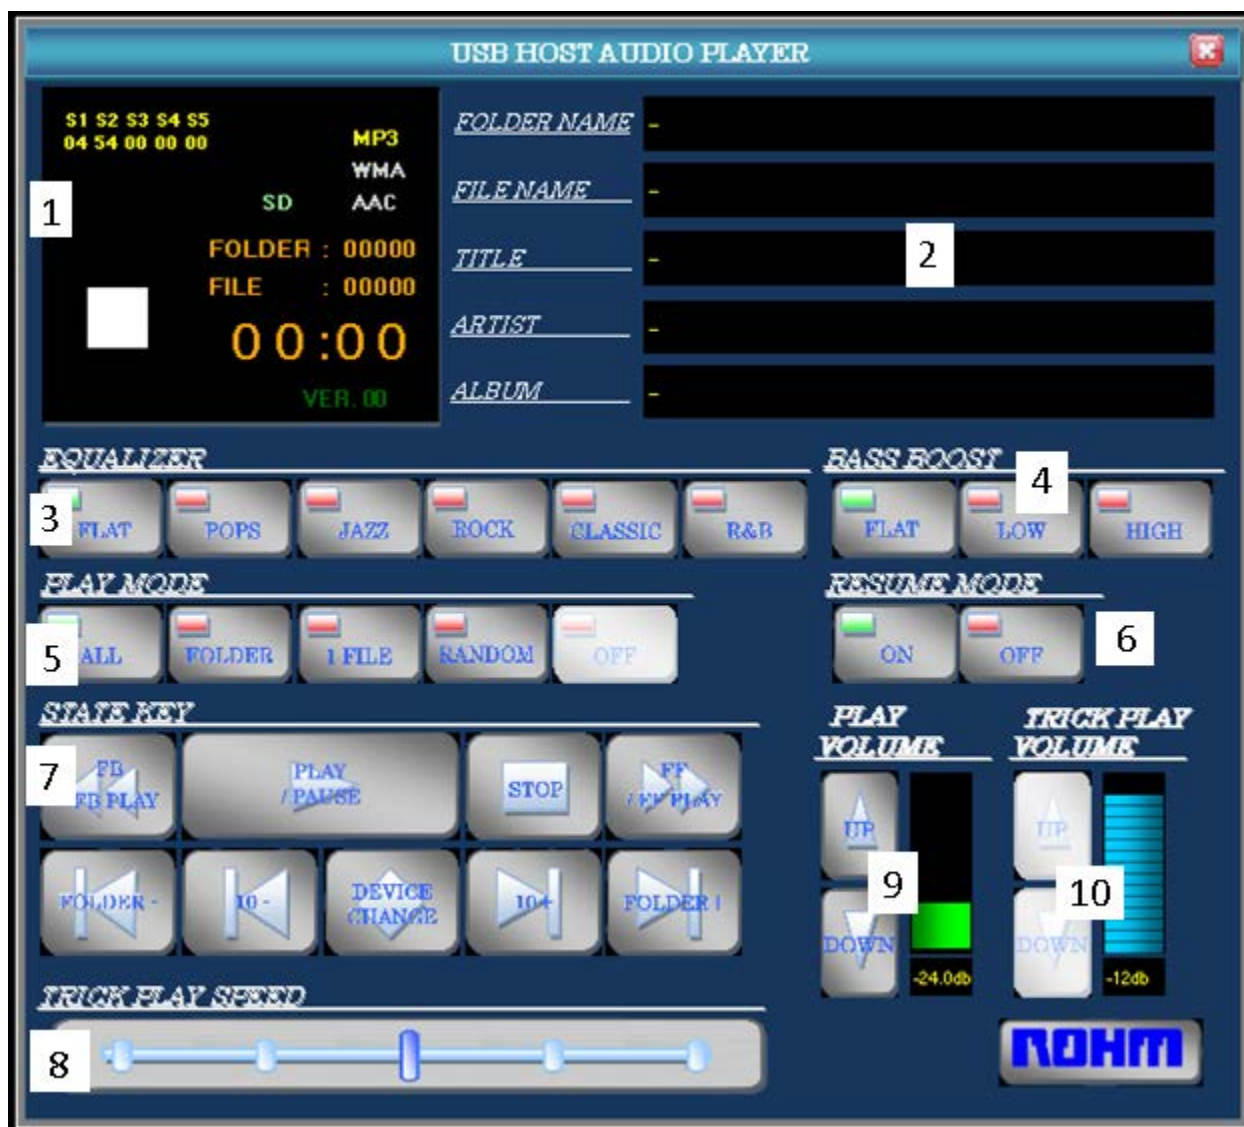 USB HOST AUDIO PLAYER
S1 S2 S3 S4 S5
04 54 00 00 00
MP3
WMA
SD AAC
1
FOLDER : 00000
FILE : 00000
00:00
VER. 00
FOLDER NAME -
FILE NAME -
2
TITLE -
ARTIST -
ALBUM -
EQUALIZER
3
FLAT POPS JAZZ ROCK CLASSIC R&B
BASS BOOST
4
FLAT LOW HIGH
PLAY MODE
5
ALL FOLDER 1 FILE RANDOM OFF
RESUME MODE
6
ON OFF
STATE KEY
7
FB
FB PLAY
PLAY
/ PAUSE
STOP
FF
/ FF PLAY
FOLDER - 10 - DEVICE
CHANGE
10+ FOLDER+
PLAY
VOLUME
UP
9
DOWN
-24.0db
TRICK PLAY
VOLUME
UP
10
DOWN
-12db
TRICK PLAY SPEED
8
ROHM